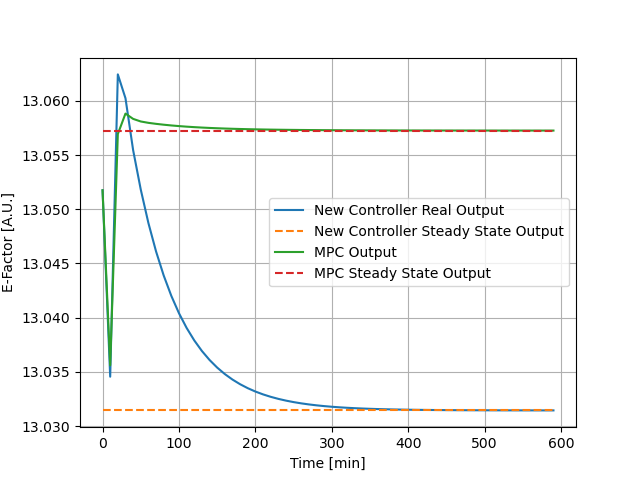 E-Factor [A.U.]
13.060
13.055
13.050
13.045
13.040
13.035
13.030
New Controller Real Output
New Controller Steady State Output
MPC Output
MPC Steady State Output
0 100 200 300 400 500 600
Time [min]